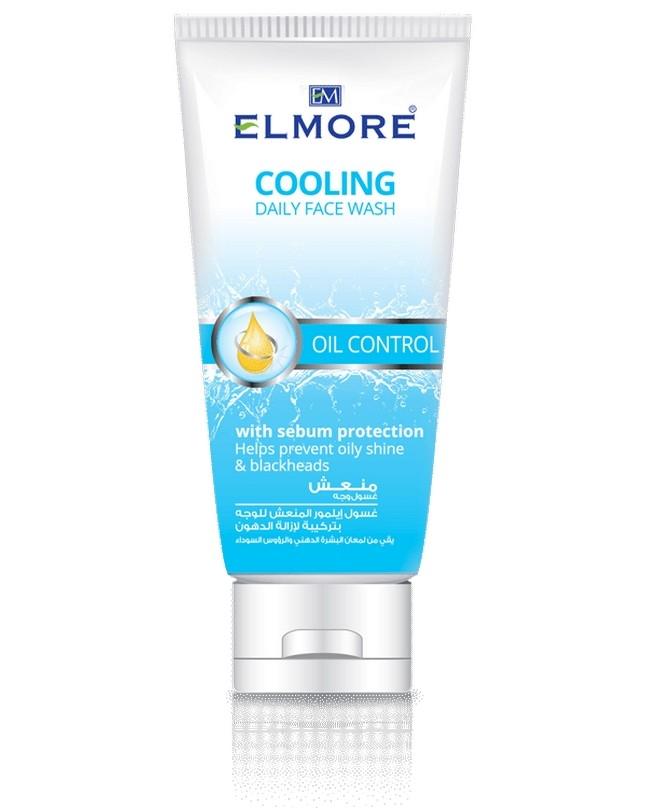 EM
ELMORE®
COOLING
DAILY FACE WASH
OIL CONTROL
with sebum protection
Helps prevent oily shine
& blackheads
منعش
غسول وجه
غسول إيلمور المنعش للوجه
بتركيبة لإزالة الدهون
يقي من لمعان البشرة الدهني والرؤوس السوداء